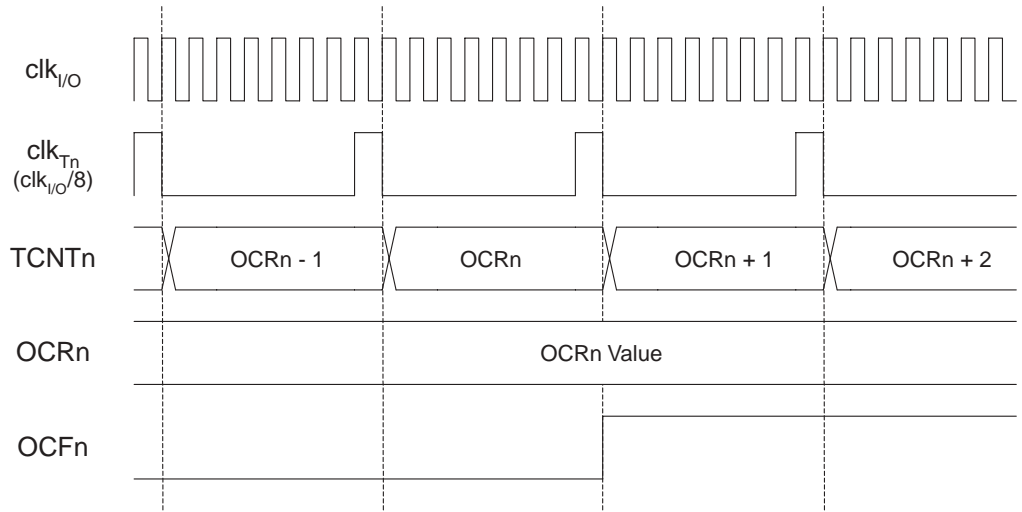 clkI/O
clkTn
(clkI/O/8)
TCNTn
OCRn - 1
OCRn
OCRn + 1
OCRn + 2
OCRn
OCRn Value
OCFn